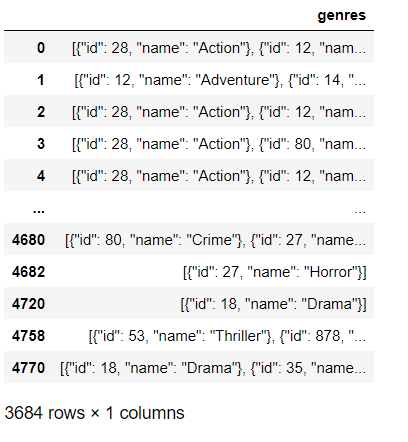 genres
0 [{"id": 28, "name": "Action"}, {"id": 12, "nam...
1 [{"id": 12, "name": "Adventure"}, {"id": 14, "...
2 [{"id": 28, "name": "Action"}, {"id": 12, "nam...
3 [{"id": 28, "name": "Action"}, {"id": 80, "nam...
4 [{"id": 28, "name": "Action"}, {"id": 12, "nam...
... ...
4680 [{"id": 80, "name": "Crime"}, {"id": 27, "name...
4682 [{"id": 27, "name": "Horror"}]
4720 [{"id": 18, "name": "Drama"}]
4758 [{"id": 53, "name": "Thriller"}, {"id": 878, "...
4770 [{"id": 18, "name": "Drama"}, {"id": 35, "name...
3684 rows × 1 columns